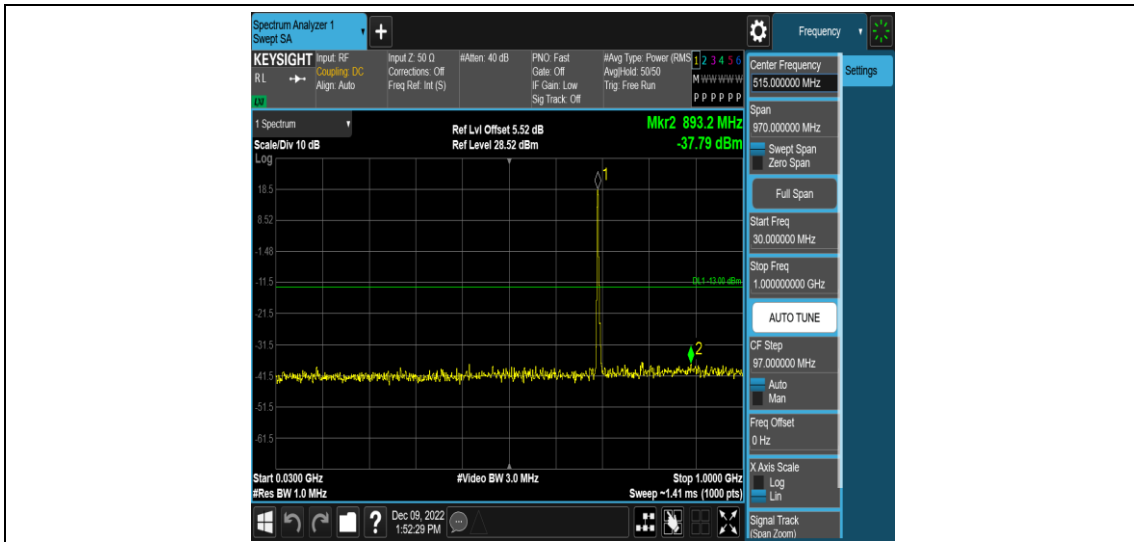 Spectrum Analyzer 1
Swept SA
+
Frequency
KEYSIGHT
RL
LM
Input: RF
Coupling: DC
Align: Auto
Input Z: 50 Ω
Corrections: Off
Freq Ref: Int (S)
#Atten: 40 dB
PNO: Fast
Gate: Off
IF Gain: Low
Sig Track: Off
#Avg Type: Power (RMS
Avg|Hold: 50/50
Trig: Free Run
1 2 3 4 5 6
M W W W W W
P P P P P P
1 Spectrum
Scale/Div 10 dB
Ref Lvl Offset 5.52 dB
Ref Level 28.52 dBm
Mkr2 893.2 MHz
-37.79 dBm
Log
18.5
8.52
-1.48
-11.5
-21.5
-31.5
-41.5
-51.5
-61.5
1
DL1 -13.00 dBm
2
Start 0.0300 GHz
#Res BW 1.0 MHz
#Video BW 3.0 MHz
Stop 1.0000 GHz
Sweep ~1.41 ms (1000 pts)
Center Frequency
515.000000 MHz
Settings
Span
970.000000 MHz
Swept Span
Zero Span
Full Span
Start Freq
30.000000 MHz
Stop Freq
1.000000000 GHz
AUTO TUNE
CF Step
97.000000 MHz
Auto
Man
Freq Offset
0 Hz
X Axis Scale
Log
Lin
Signal Track
(Span Zoom)
?
Dec 09, 2022
1:52:29 PM